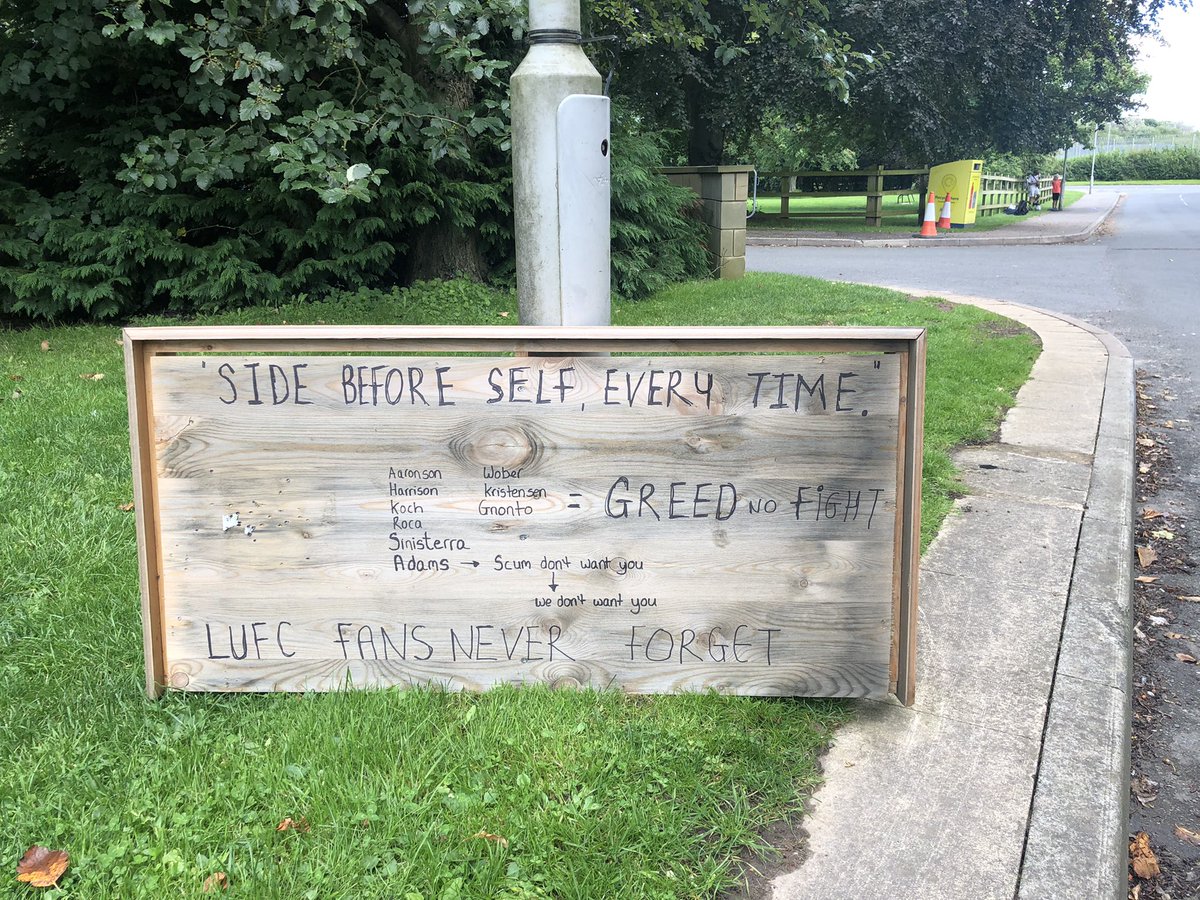 "SIDE BEFORE SELF, EVERY TIME."
Aaronson Wober
Harrison Kristensen = GREED NO FIGHT
Koch Gnonto
Roca
Sinisterra
Adams → Scum don't want you
↓
we don't want you
LUFC FANS NEVER FORGET